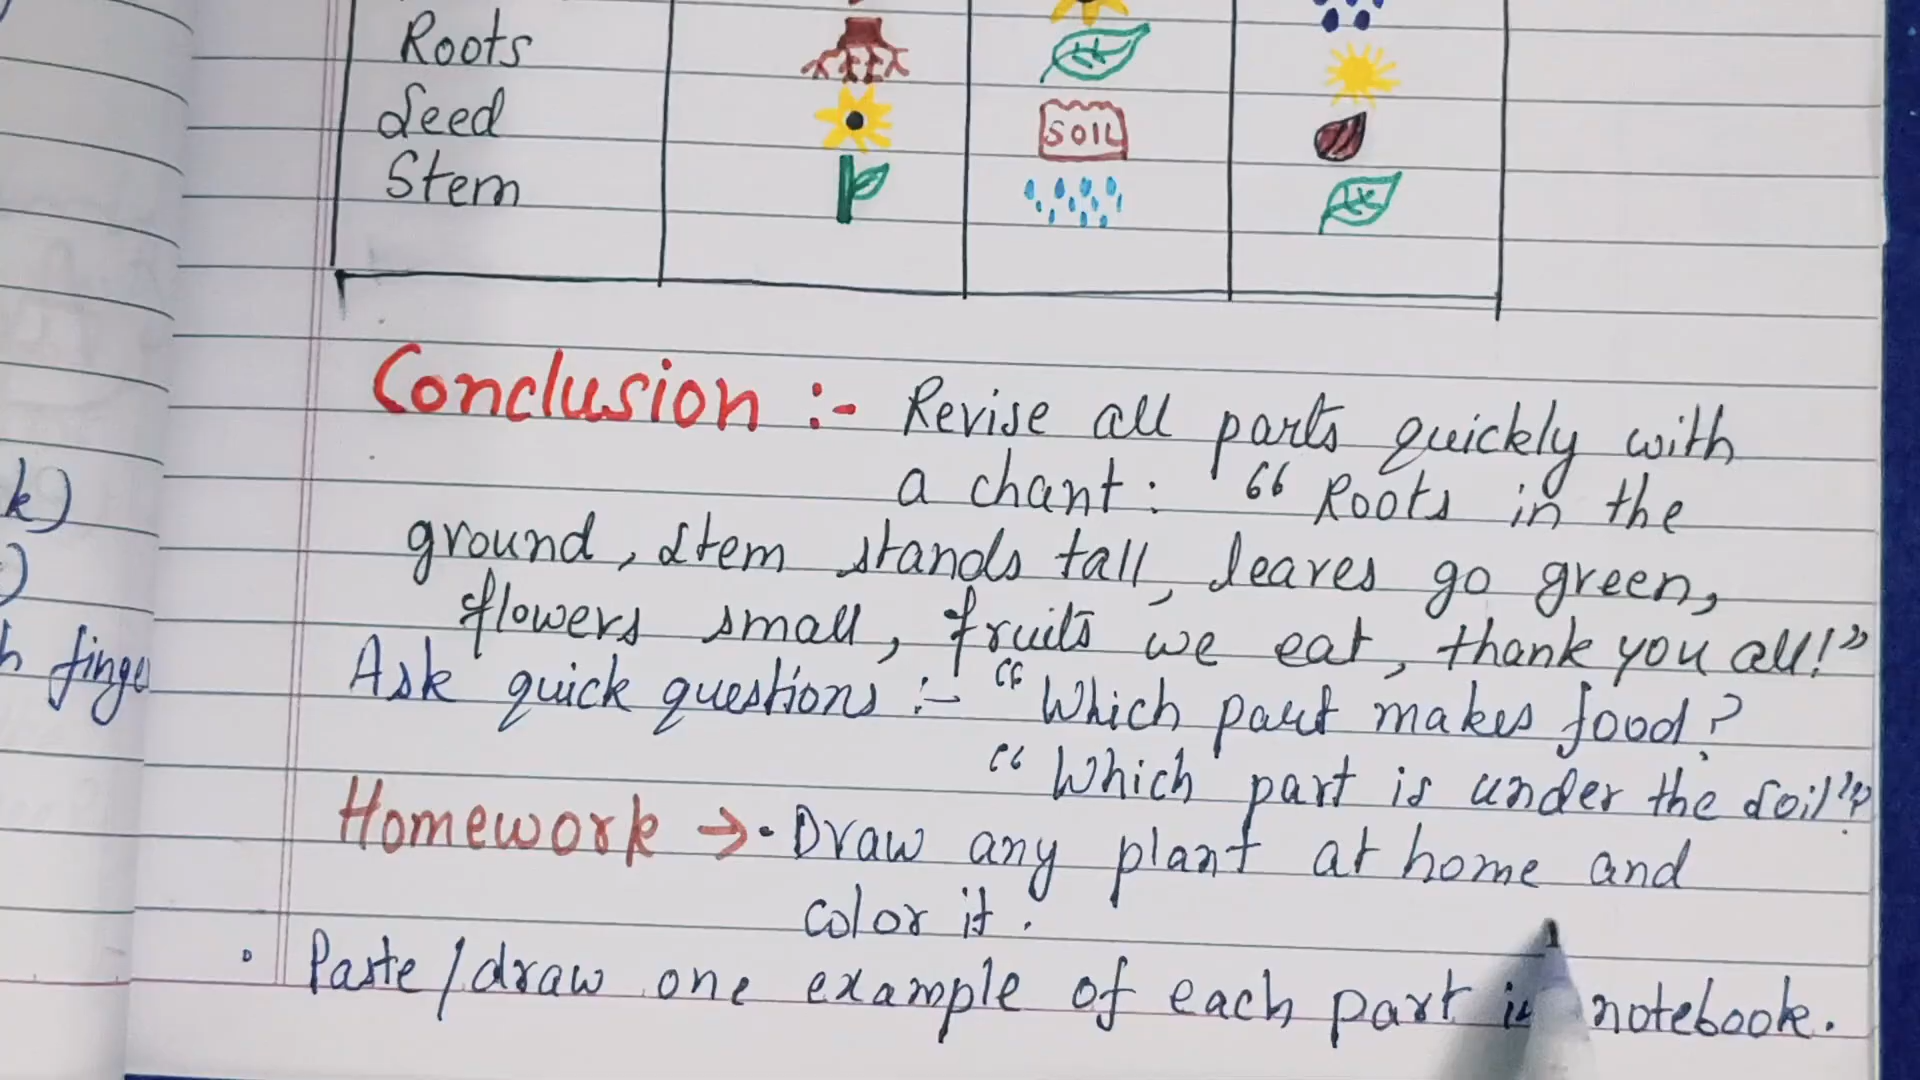 Roots
Seed SOIL
Stem
Conclusion :- Revise all parts quickly with
a chant: “ Roots in the
k)
ground, stem stands tall, leaves go green,
)
flowers small, fruits we eat, thank you all!”
Ask quick questions :- “ Which part makes food?
finge
“ Which part is under the soil”?
Homework → • Draw any plant at home and
color it.
• Paste/draw one example of each part in notebook.